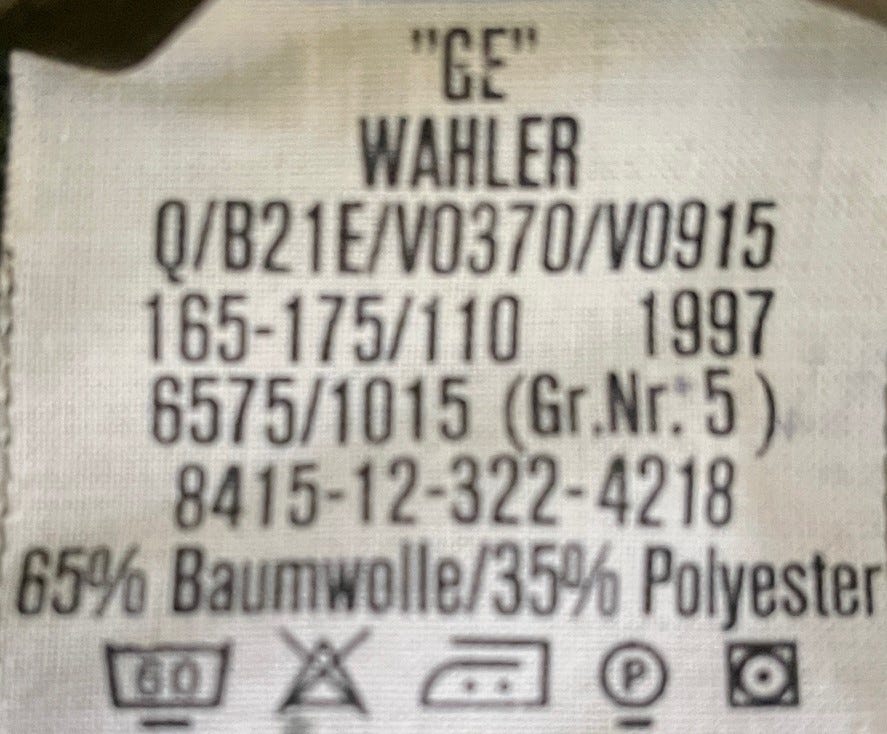 "GE"
WAHLER
Q/B21E/V0370/V0915
165-175/110 1997
6575/1015 (Gr.Nr. 5 )
8415-12-322-4218
65% Baumwolle/35% Polyester
60 P